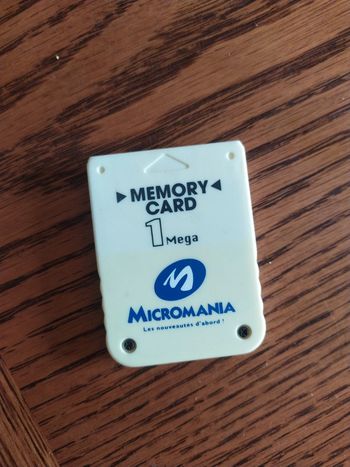 MEMORY
CARD
1 Mega
M
MICROMANIA
Les nouveautés d'abord !